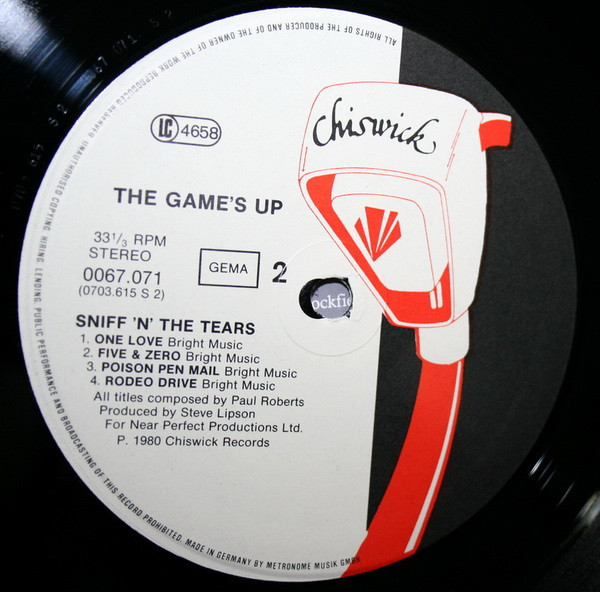 ALL RIGHTS OF THE PRODUCER AND OF THE OWNER OF THE WORK REPRODUCED RESERVED UNAUTHORISED COPYING, HIRING, LENDING, PUBLIC PERFORMANCE AND BROADCASTING OF THIS RECORD PROHIBITED. MADE IN GERMANY BY METRONOME MUSIK GMBH
Chiswick
LC 4658
THE GAME'S UP
33 1/3 RPM
STEREO
0067.071
(0703.615 S 2)
GEMA
2
ockfie
SNIFF 'N' THE TEARS
1. ONE LOVE Bright Music
2. FIVE & ZERO Bright Music
3. POISON PEN MAIL Bright Music
4. RODEO DRIVE Bright Music
All titles composed by Paul Roberts
Produced by Steve Lipson
For Near Perfect Productions Ltd.
P. 1980 Chiswick Records